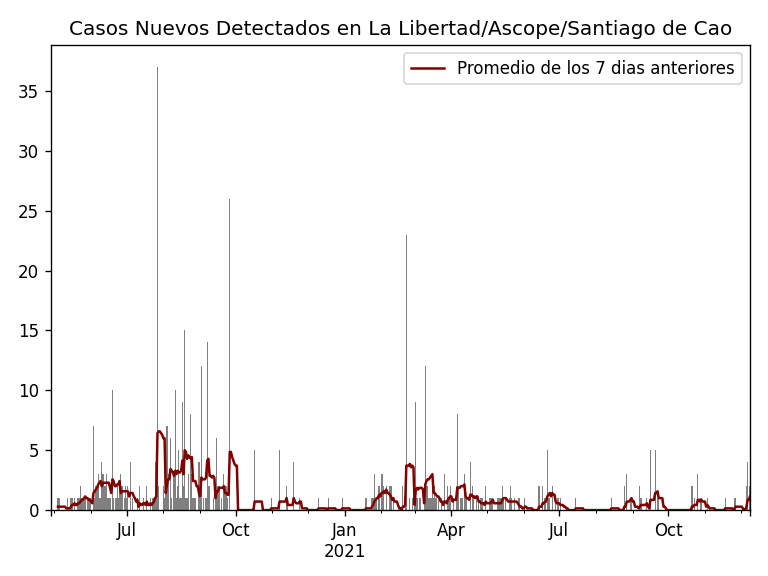 Casos Nuevos Detectados en La Libertad/Ascope/Santiago de Cao
Promedio de los 7 dias anteriores
35
30
25
20
15
10
5
0
Jul
Oct
Jan
2021
Apr
Jul
Oct